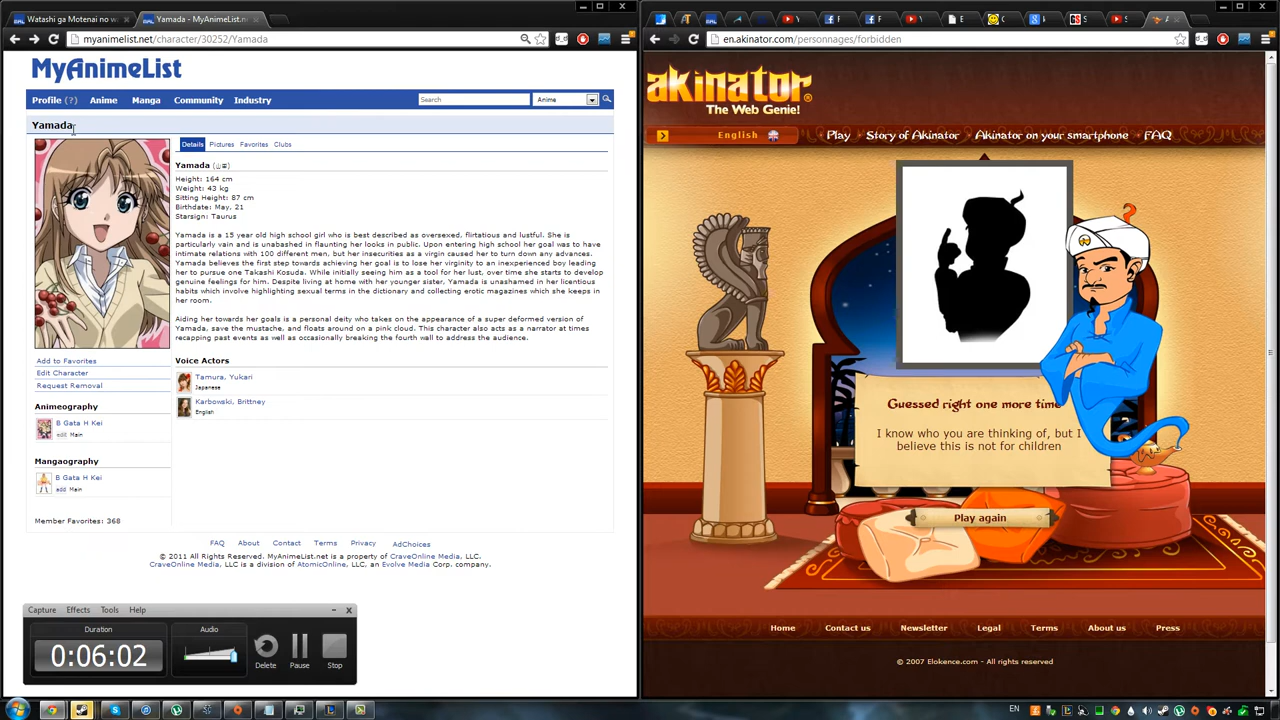 Watashi ga Motenai no w
Yamada - MyAnimeList.ne
myanimelist.net/character/30252/Yamada
MyAnimeList
Profile (?) Anime Manga Community Industry
Search Anime
Yamada
Details Pictures Favorites Clubs
Yamada (山田)
Height: 164 cm
Weight: 43 kg
Sitting Height: 87 cm
Birthdate: May, 21
Starsign: Taurus
Yamada is a 15 year old high school girl who is best described as oversexed, flirtatious and lustful. She is
particularly vain and is unabashed in flaunting her looks in public. Upon entering high school her goal was to have
intimate relations with 100 different men, but her insecurities as a virgin caused her to turn down any advances.
Yamada believes the first step towards achieving her goal is to lose her virginity to an inexperienced boy leading
her to pursue one Takashi Kosuda. While initially seeing him as a tool for her lust, over time she starts to develop
genuine feelings for him. Despite living at home with her younger sister, Yamada is unashamed in her licentious
habits which involve highlighting sexual terms in the dictionary and collecting erotic magazines which she keeps in
her room.
Aiding her towards her goals is a personal deity who takes on the appearance of a super deformed version of
Yamada, save the mustache, and floats around on a pink cloud. This character also acts as a narrator at times
recapping past events as well as occasionally breaking the fourth wall to address the audience.
Voice Actors
Tamura, Yukari
Japanese
Karbowski, Brittney
English
Add to Favorites
Edit Character
Request Removal
Animeography
B Gata H Kei
edit Main
Mangaography
B Gata H Kei
add Main
Member Favorites: 368
FAQ About Contact Terms Privacy AdChoices
© 2011 All Rights Reserved. MyAnimeList.net is a property of CraveOnline Media, LLC.
CraveOnline Media, LLC is a division of AtomicOnline, LLC, an Evolve Media Corp. company.
Capture Effects Tools Help
Duration
0:06:02
Audio
Delete Pause Stop
en.akinator.com/personnages/forbidden
akinator®
The Web Genie!
English Play Story of Akinator Akinator on your smartphone FAQ
Guessed right one more time
I know who you are thinking of, but I
believe this is not for children
Play again
Home Contact us Newsletter Legal Terms About us Press
© 2007 Elokence.com - All rights reserved
EN